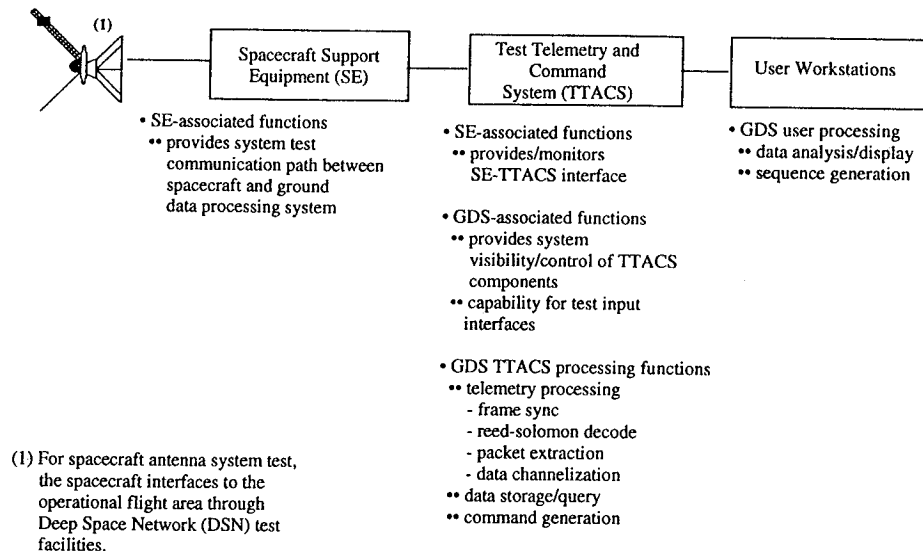 (1)
Spacecraft Support
Equipment (SE)
Test Telemetry and
Command
System (TTACS)
User Workstations
• SE-associated functions
•• provides system test
communication path between
spacecraft and ground
data processing system
• SE-associated functions
•• provides/monitors
SE-TTACS interface
• GDS-associated functions
•• provides system
visibility/control of TTACS
components
•• capability for test input
interfaces
• GDS TTACS processing functions
•• telemetry processing
- frame sync
- reed-solomon decode
- packet extraction
- data channelization
•• data storage/query
•• command generation
• GDS user processing
•• data analysis/display
•• sequence generation
(1) For spacecraft antenna system test,
the spacecraft interfaces to the
operational flight area through
Deep Space Network (DSN) test
facilities.